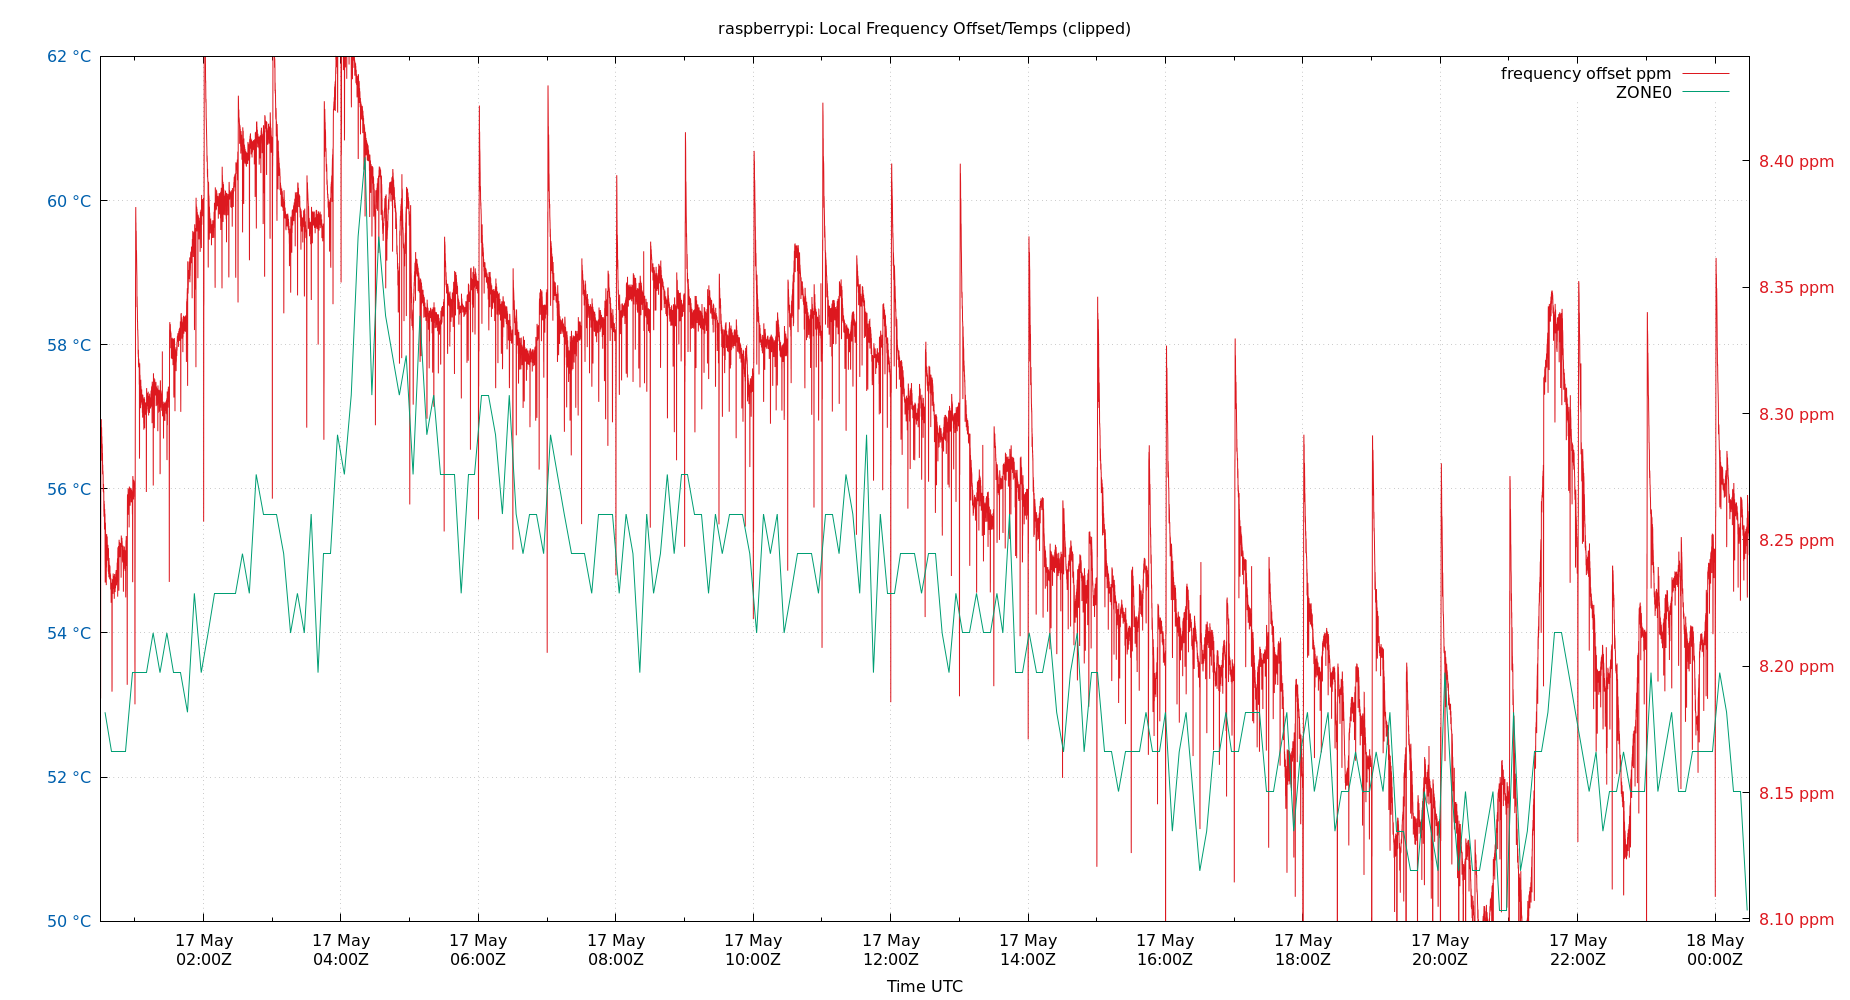 raspberrypi: Local Frequency Offset/Temps (clipped)
62 °C
60 °C
58 °C
56 °C
54 °C
52 °C
50 °C
frequency offset ppm
ZONE0
8.40 ppm
8.35 ppm
8.30 ppm
8.25 ppm
8.20 ppm
8.15 ppm
8.10 ppm
17 May 17 May 17 May 17 May 17 May 17 May 17 May 17 May 17 May 17 May 17 May 18 May
02:00Z 04:00Z 06:00Z 08:00Z 10:00Z 12:00Z 14:00Z 16:00Z 18:00Z 20:00Z 22:00Z 00:00Z
Time UTC